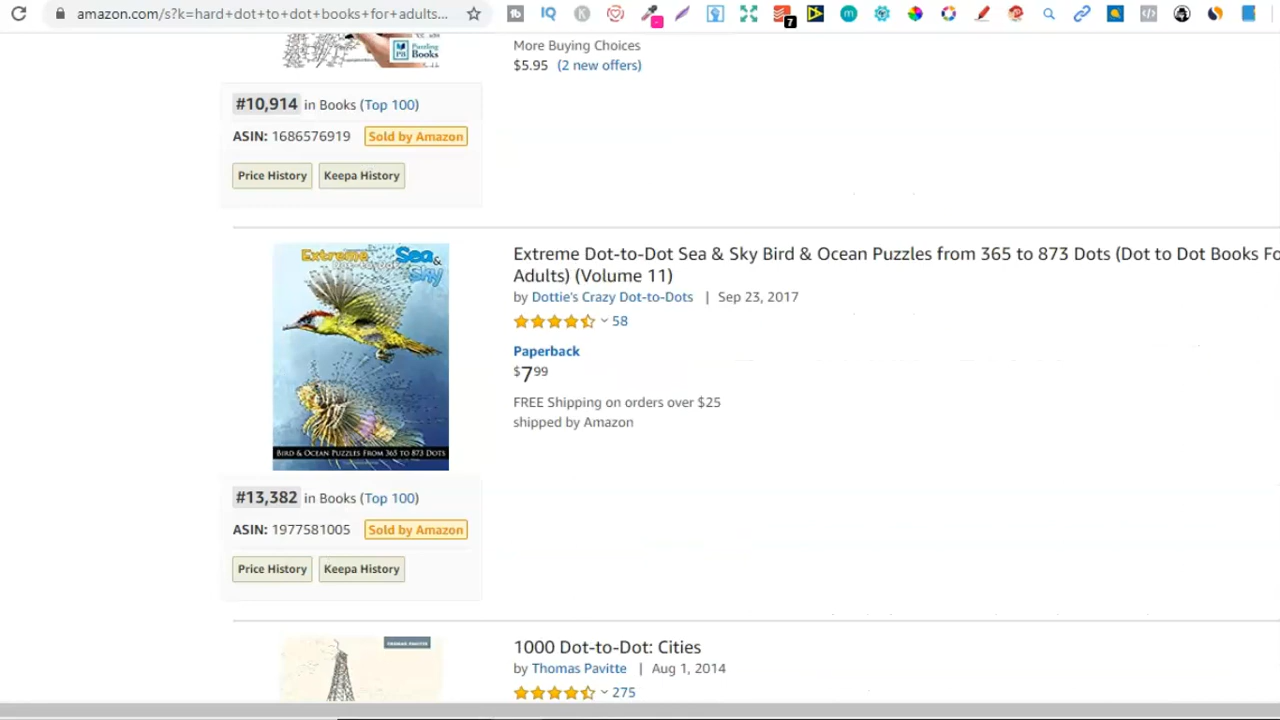 amazon.com/s?k=hard+dot+to+dot+books+for+adults...
7
Puzzling
Books
More Buying Choices
$5.95 (2 new offers)
#10,914 in Books (Top 100)
ASIN: 1686576919 Sold by Amazon
Price History Keepa History
Extreme Sea &
Sky
BIRD & OCEAN PUZZLES FROM 365 TO 873 DOTS
Extreme Dot-to-Dot Sea & Sky Bird & Ocean Puzzles from 365 to 873 Dots (Dot to Dot Books Fo
Adults) (Volume 11)
by Dottie's Crazy Dot-to-Dots | Sep 23, 2017
58
Paperback
$7.99
FREE Shipping on orders over $25
shipped by Amazon
#13,382 in Books (Top 100)
ASIN: 1977581005 Sold by Amazon
Price History Keepa History
THOMAS PAVITTE
1000 Dot-to-Dot: Cities
by Thomas Pavitte | Aug 1, 2014
275